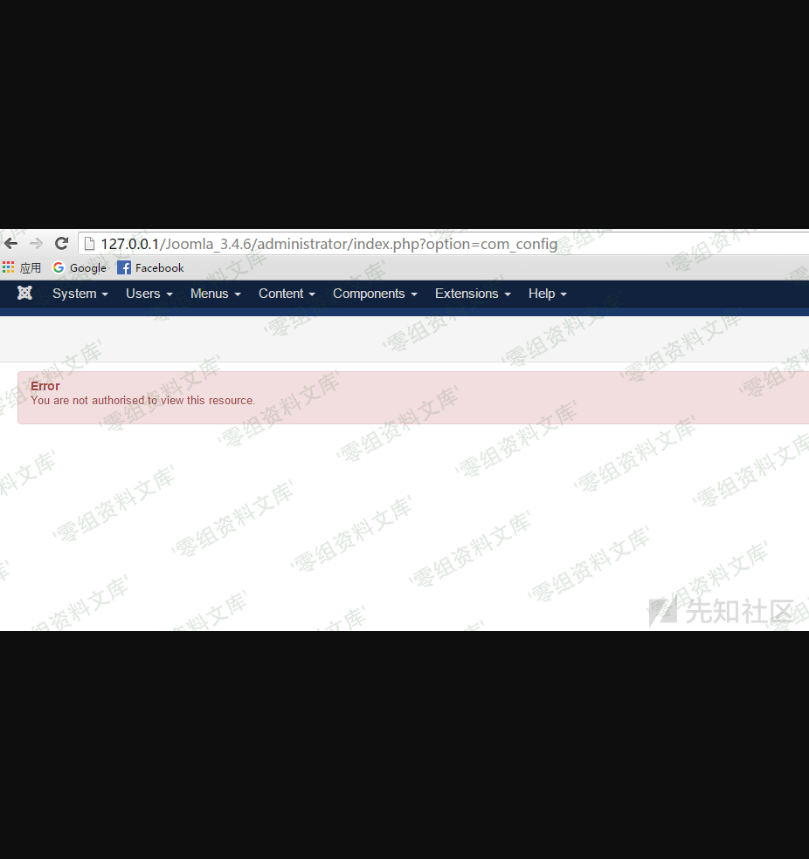 127.0.0.1/Joomla_3.4.6/administrator/index.php?option=com_config
应用 Google Facebook
System Users Menus Content Components Extensions Help
Error
You are not authorised to view this resource.
'零组资料文库'
先知社区